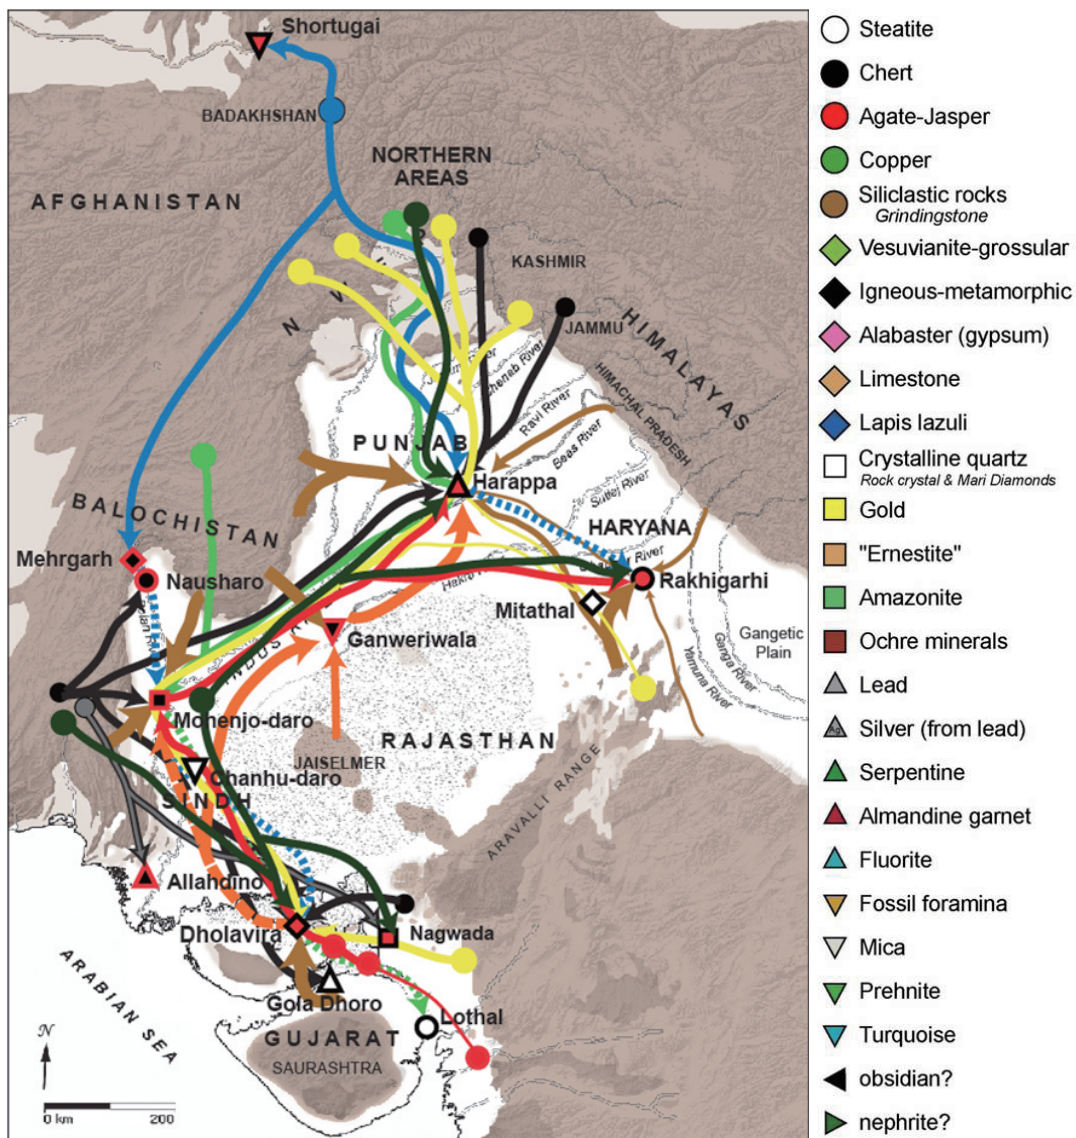 Shortugai
BADAKHSHAN
NORTHERN
AREAS
AFGHANISTAN
KASHMIR
JAMMU
HIMALAYAS
HIMACHAL PRADESH
N W
Chenab River
Ravi River
Beas River
Sutlej River
PUNJAB
Harappa
HARYANA
BALOCHISTAN
Mehrgarh
Nausharo
Rakhigarhi
Mitathal
Ganweriwala
Gangetic
Plain
Ganga River
Yamuna River
Mohenjo-daro
RAJASTHAN
JAISELMER
Chanhu-daro
SINDH
ARAVALLI RANGE
Allahdino
Dholavira
Nagwada
Gola Dhoro
Lothal
GUJARAT
SAURASHTRA
ARABIAN SEA
N
0 km 200
Steatite
Chert
Agate-Jasper
Copper
Siliclastic rocks
Grindingstone
Vesuvianite-grossular
Igneous-metamorphic
Alabaster (gypsum)
Limestone
Lapis lazuli
Crystalline quartz
Rock crystal & Mari Diamonds
Gold
"Ernestite"
Amazonite
Ochre minerals
Lead
Ag
Silver (from lead)
Serpentine
Almandine garnet
Fluorite
Fossil foramina
Mica
Prehnite
Turquoise
obsidian?
nephrite?